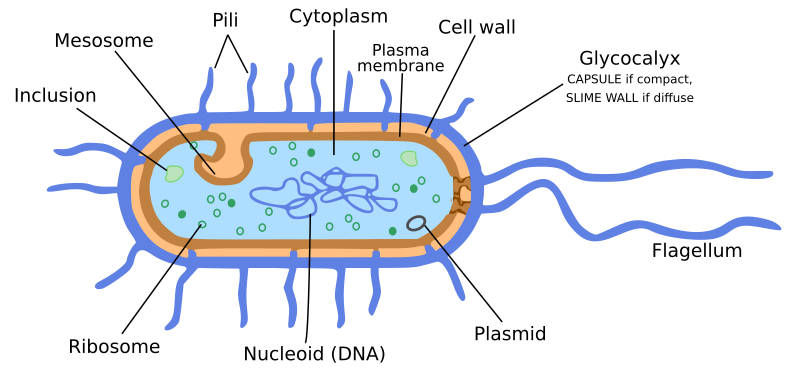 Pili
Cytoplasm
Mesosome
Cell wall
Plasma
membrane
Glycocalyx
CAPSULE if compact,
SLIME WALL if diffuse
Inclusion
Flagellum
Plasmid
Ribosome
Nucleoid (DNA)